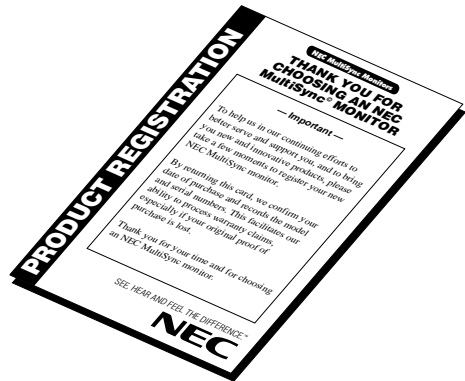 PRODUCT REGISTRATION
NEC MultiSync Monitors
THANK YOU FOR
CHOOSING AN NEC
MultiSync® MONITOR
— Important —
To help us in our continuing efforts to
better serve and support you, and to bring
you new and innovative products, please
take a few moments to register your new
NEC MultiSync monitor.
By returning this card, we confirm your
date of purchase and records the model
and serial numbers. This facilitates our
ability to process warranty claims,
especially if your original proof of
purchase is lost.
Thank you for your time and for choosing
an NEC MultiSync monitor.
SEE, HEAR AND FEEL THE DIFFERENCE.™
NEC